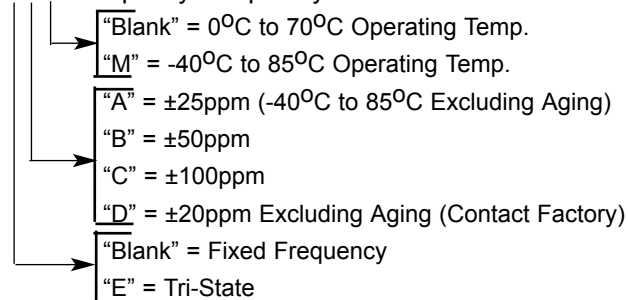 “Blank” = 0°C to 70°C Operating Temp.
“M” = -40°C to 85°C Operating Temp.
“A” = ±25ppm (-40°C to 85°C Excluding Aging)
“B” = ±50ppm
“C” = ±100ppm
“D” = ±20ppm Excluding Aging (Contact Factory)
“Blank” = Fixed Frequency
“E” = Tri-State